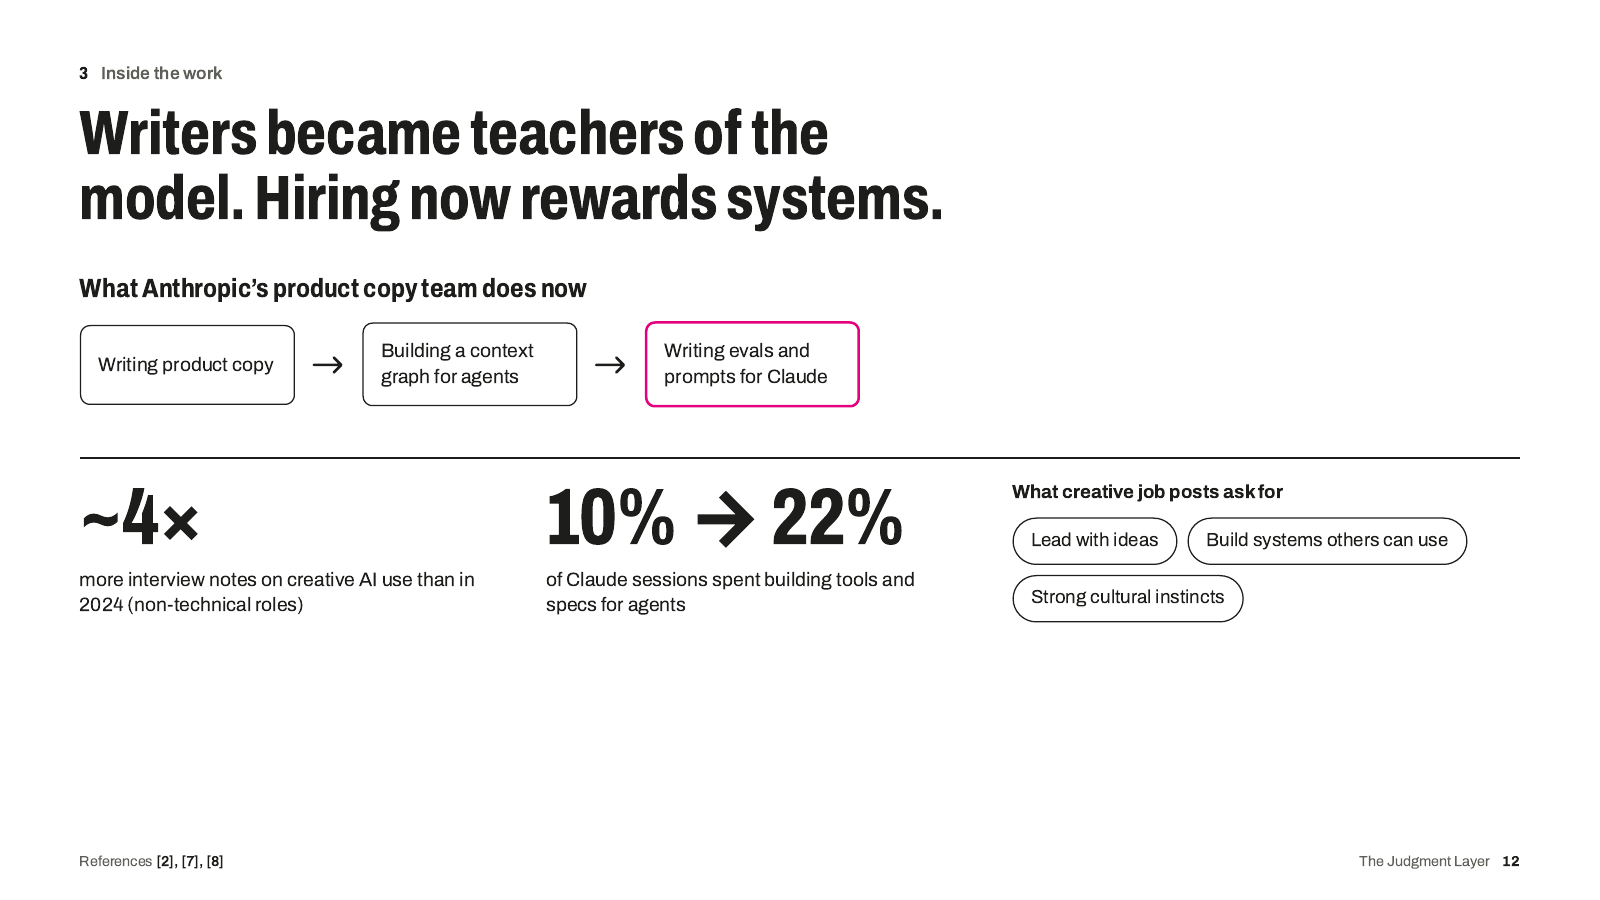 3 Inside the work
Writers became teachers of the
model. Hiring now rewards systems.
What Anthropic’s product copy team does now
Writing product copy
→
Building a context
graph for agents
→
Writing evals and
prompts for Claude
~4×
more interview notes on creative AI use than in
2024 (non-technical roles)
10% → 22%
of Claude sessions spent building tools and
specs for agents
What creative job posts ask for
Lead with ideas
Build systems others can use
Strong cultural instincts
References [2], [7], [8]
The Judgment Layer 12